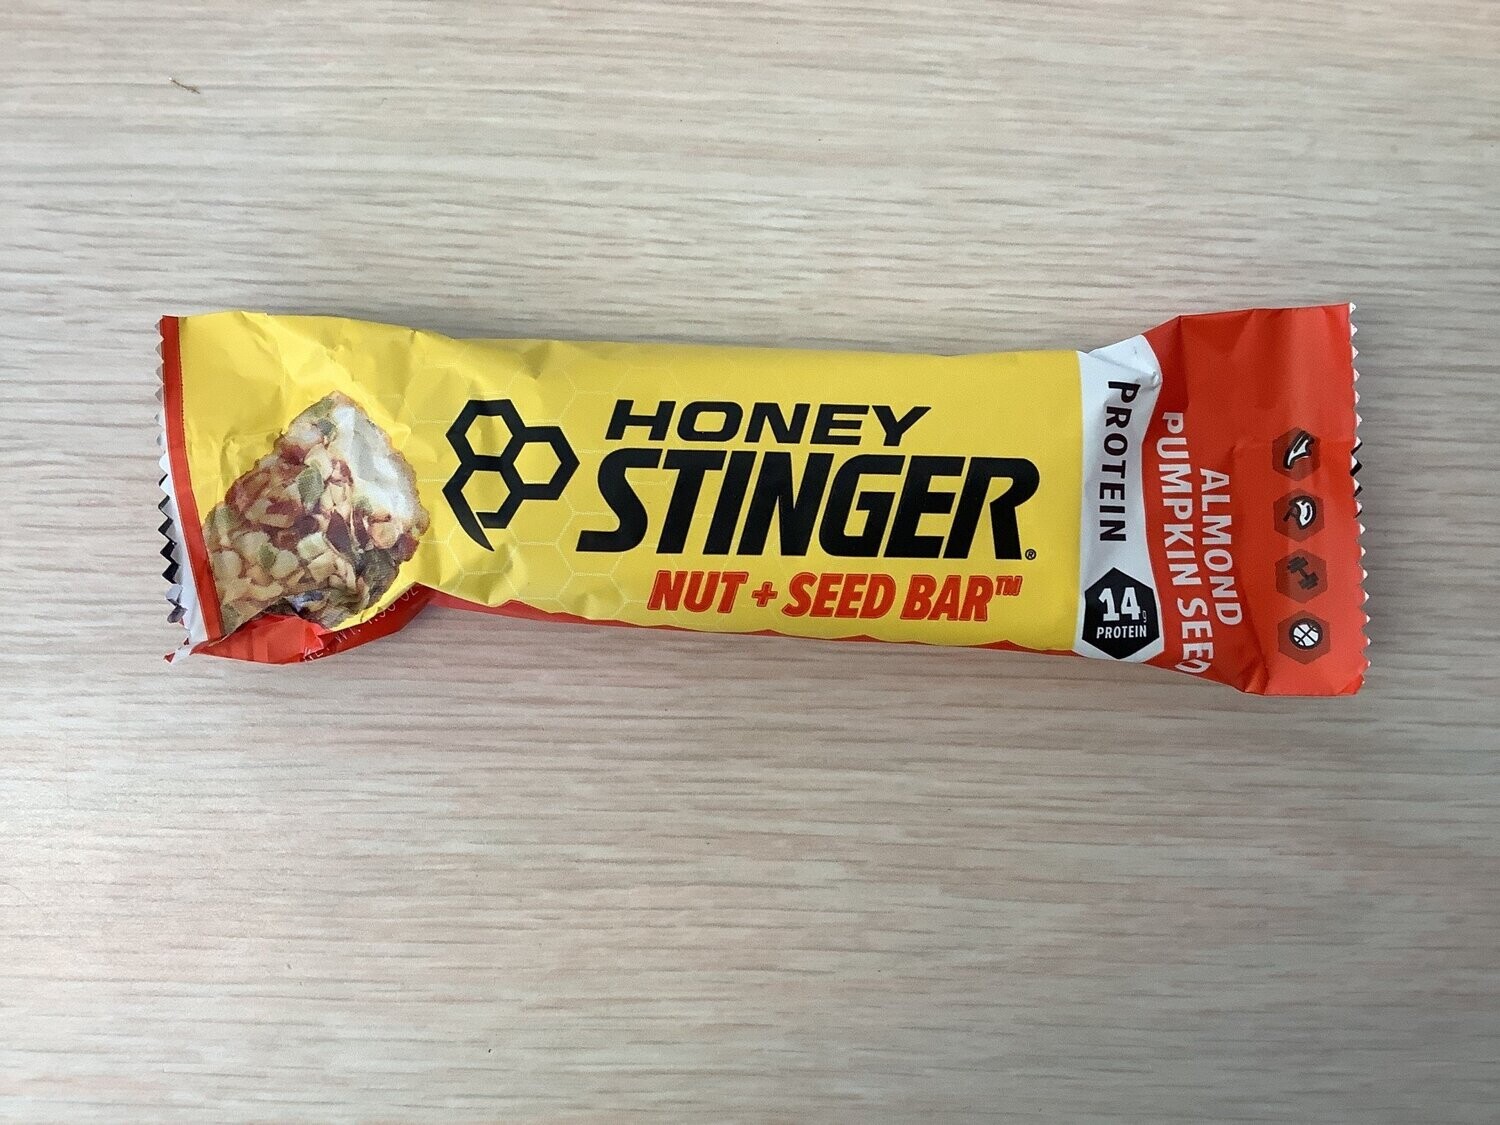 HONEY
STINGER®
NUT + SEED BAR™
PROTEIN
14g
PROTEIN
ALMOND
PUMPKIN SEED